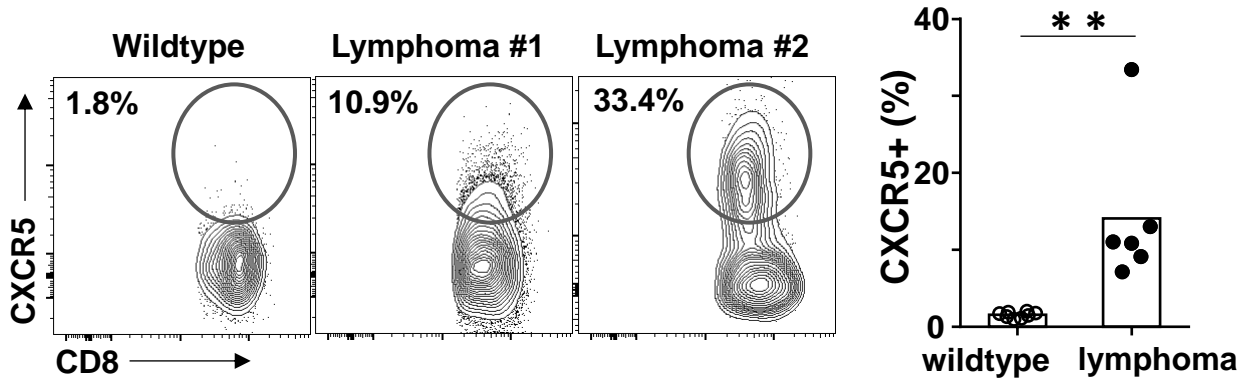 Wildtype
Lymphoma #1
Lymphoma #2
1.8%
10.9%
33.4%
CXCR5
CD8
CXCR5+ (%)
40
20
0
* *
wildtype
lymphoma